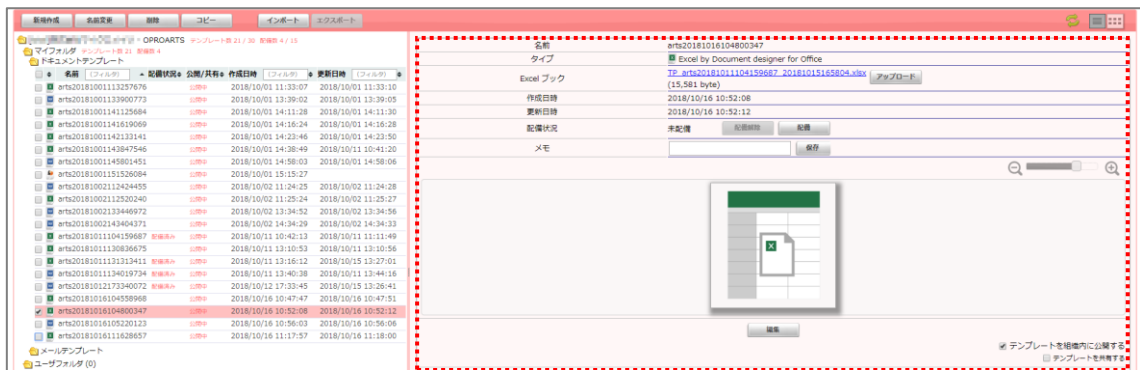 新規作成 名前変更 削除 コピー インポート エクスポート
OPROARTS テンプレート数 21 / 30 配備数 4 / 15
マイフォルダ テンプレート数 21 配備数 4
ドキュメントテンプレート
名前 (フィルタ) 配備状況 公開/共有 作成日時 (フィルタ) 更新日時 (フィルタ)
arts20181001113257676 公開中 2018/10/01 11:33:07 2018/10/01 11:33:10
arts20181001133900773 公開中 2018/10/01 13:39:02 2018/10/01 13:39:05
arts20181001141125684 公開中 2018/10/01 14:11:28 2018/10/01 14:11:30
arts20181001141619069 公開中 2018/10/01 14:16:24 2018/10/01 14:16:28
arts20181001142133141 公開中 2018/10/01 14:23:46 2018/10/01 14:23:50
arts20181001143847546 公開中 2018/10/01 14:38:49 2018/10/11 10:41:20
arts20181001145801451 公開中 2018/10/01 14:58:03 2018/10/01 14:58:06
arts20181001151526084 公開中 2018/10/01 15:15:27
arts20181002112424455 公開中 2018/10/02 11:24:25 2018/10/02 11:24:28
arts20181002112520240 公開中 2018/10/02 11:25:24 2018/10/02 11:25:27
arts20181002133446972 公開中 2018/10/02 13:34:52 2018/10/02 13:34:56
arts20181002143404371 公開中 2018/10/02 14:34:29 2018/10/02 14:34:33
arts20181011104159687 配備済み 公開中 2018/10/11 10:42:13 2018/10/11 11:11:49
arts20181011130836675 公開中 2018/10/11 13:10:53 2018/10/11 13:10:56
arts20181011131313411 配備済み 公開中 2018/10/11 13:16:12 2018/10/15 13:27:01
arts20181011134019734 配備済み 公開中 2018/10/11 13:40:38 2018/10/11 13:44:16
arts20181012173340072 配備済み 公開中 2018/10/12 17:33:45 2018/10/15 13:26:41
arts20181016104558968 公開中 2018/10/16 10:47:47 2018/10/16 10:47:51
arts20181016104800347 公開中 2018/10/16 10:52:08 2018/10/16 10:52:12
arts20181016105220123 公開中 2018/10/16 10:56:03 2018/10/16 10:56:06
arts20181016111628657 公開中 2018/10/16 11:17:57 2018/10/16 11:18:00
メールテンプレート
ユーザフォルダ (0)
名前 arts20181016104800347
タイプ Excel by Document designer for Office
Excel ブック TP_arts20181011104159687_20181015165804.xlsx アップロード
(15,581 byte)
作成日時 2018/10/16 10:52:08
更新日時 2018/10/16 10:52:12
配備状況 未配備 配備解除 配備
メモ 保存
編集
テンプレートを組織内に公開する
テンプレートを共有する